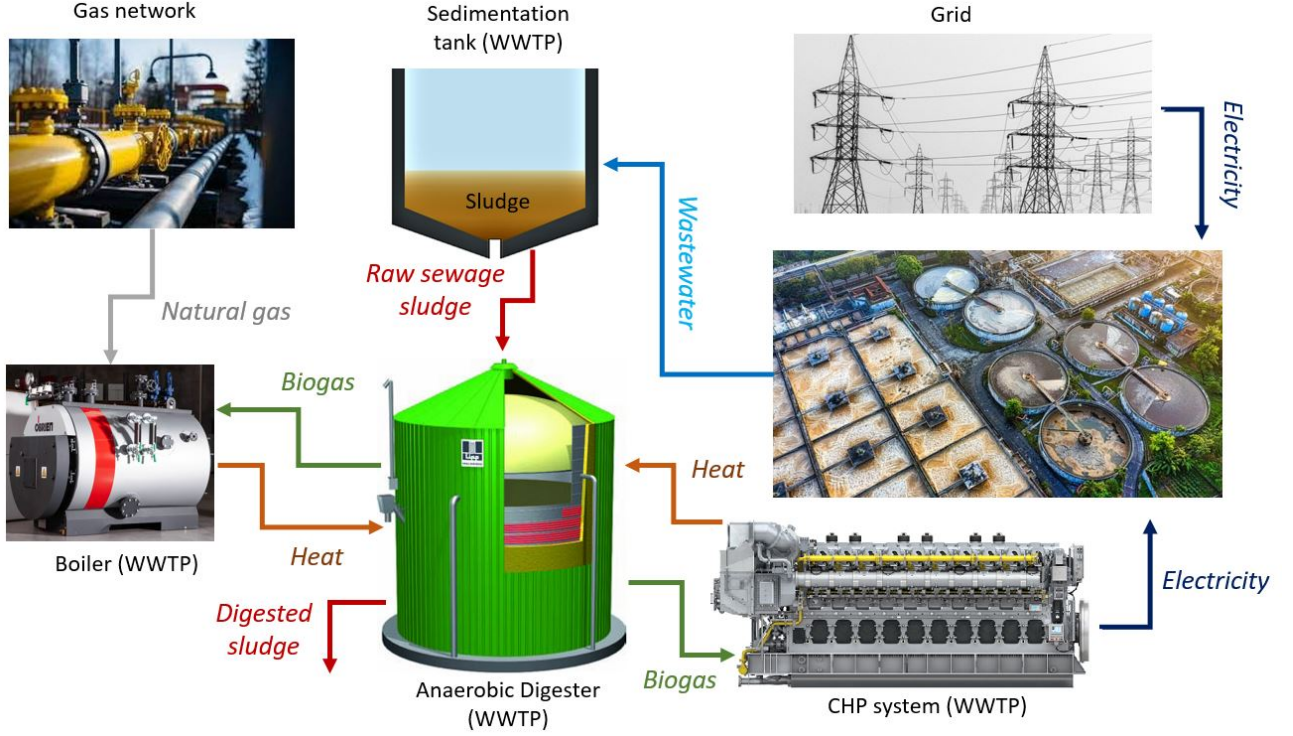 Gas network
Sedimentation
tank (WWTP)
Grid
Electricity
Sludge
Wastewater
Raw sewage
sludge
Natural gas
Biogas
Lipp
Heat
Heat
Boiler (WWTP)
Electricity
Digested
sludge
Biogas
Anaerobic Digester
(WWTP)
CHP system (WWTP)